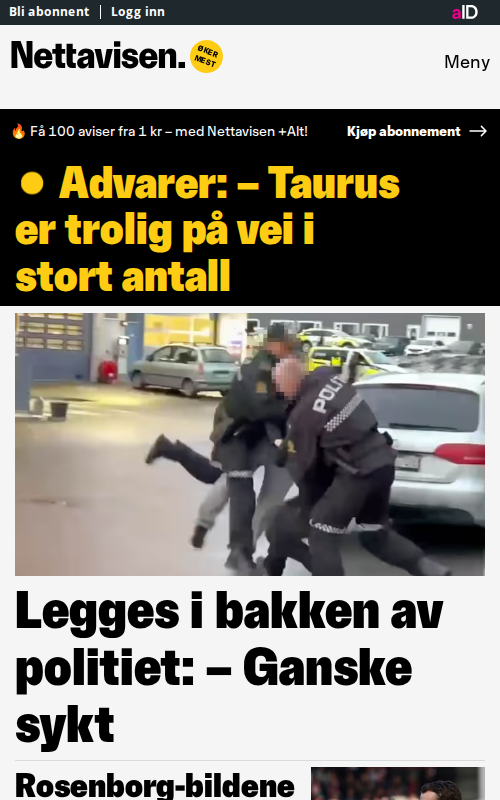 Bli abonnent | Logg inn
aID
Nettavisen.
ØKER
MEST
Meny
🔥 Få 100 aviser fra 1 kr – med Nettavisen +Alt!
Kjøp abonnement →
● Advarer: – Taurus
er trolig på vei i
stort antall
POLITI
Legges i bakken av
politiet: – Ganske
sykt
Rosenborg-bildene